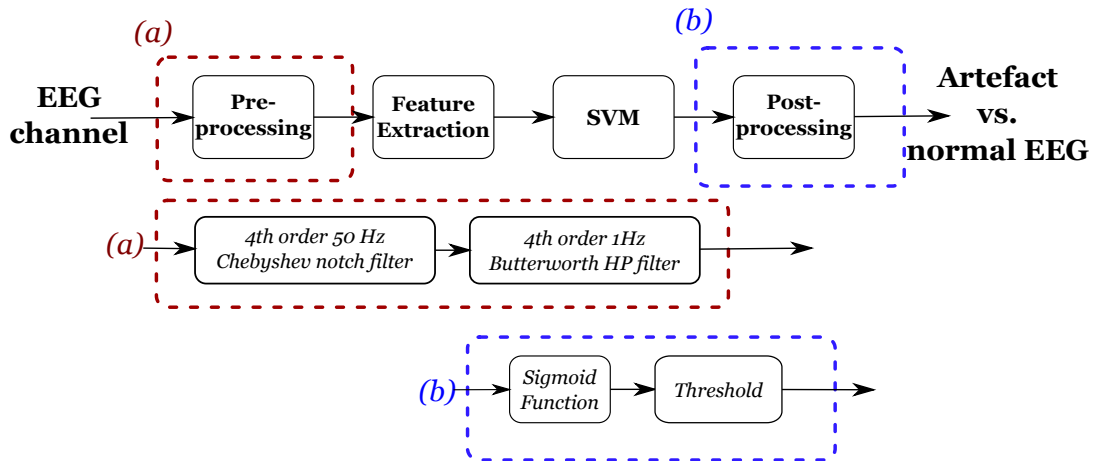 (a)
(b)
EEG
channel
Pre-
processing
Feature
Extraction
SVM
Post-
processing
Artefact
vs.
normal EEG
(a)
4th order 50 Hz
Chebyshev notch filter
4th order 1Hz
Butterworth HP filter
(b)
Sigmoid
Function
Threshold